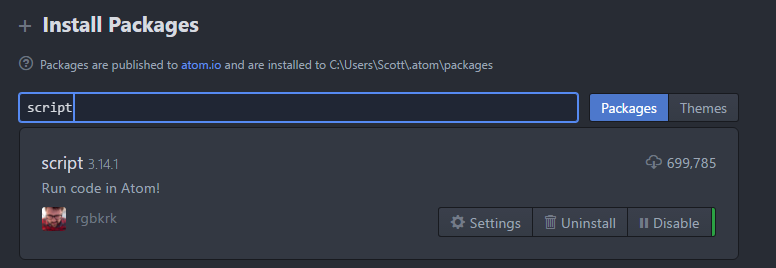 Install Packages
Packages are published to atom.io and are installed to C:\Users\Scott\.atom\packages
script
Packages
Themes
script 3.14.1
699,785
Run code in Atom!
rgbkrk
Settings
Uninstall
Disable